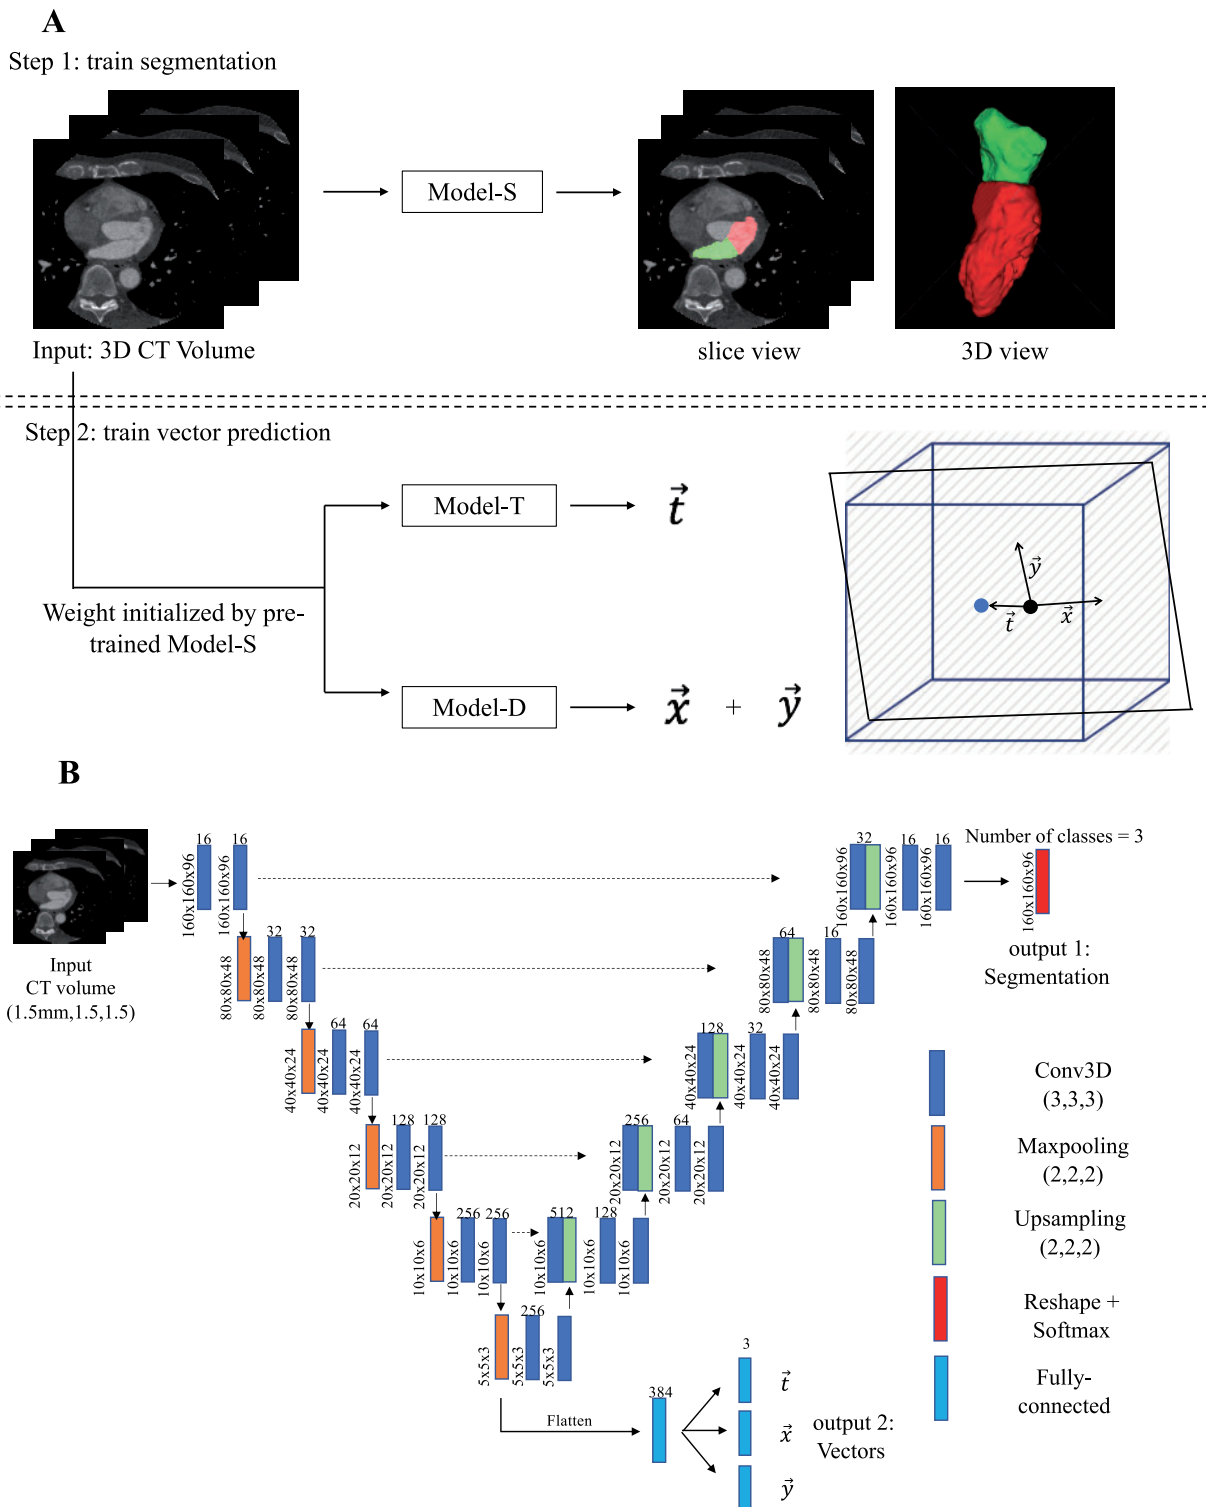 A
Step 1: train segmentation
Model-S
Input: 3D CT Volume
slice view
3D view
Step 2: train vector prediction
Model-T
t⃗
Weight initialized by pre-
trained Model-S
Model-D
x⃗ + y⃗
y⃗
t⃗
x⃗
B
Input
CT volume
(1.5mm,1.5,1.5)
16 16
160x160x96 160x160x96
32 32
80x80x48 80x80x48 80x80x48
64 64
40x40x24 40x40x24 40x40x24
128 128
20x20x12 20x20x12 20x20x12
256 256
10x10x6 10x10x6 10x10x6
256
5x5x3 5x5x3 5x5x3
512 128
10x10x6 10x10x6 10x10x6
256 64
20x20x12 20x20x12 20x20x12
128 32
40x40x24 40x40x24 40x40x24
64 16
80x80x48 80x80x48 80x80x48
32 16 16
160x160x96 160x160x96 160x160x96
Number of classes = 3
160x160x96
output 1:
Segmentation
Conv3D
(3,3,3)
Maxpooling
(2,2,2)
Upsampling
(2,2,2)
Reshape +
Softmax
Fully-
connected
Flatten
384
3
t⃗
x⃗
y⃗
output 2:
Vectors